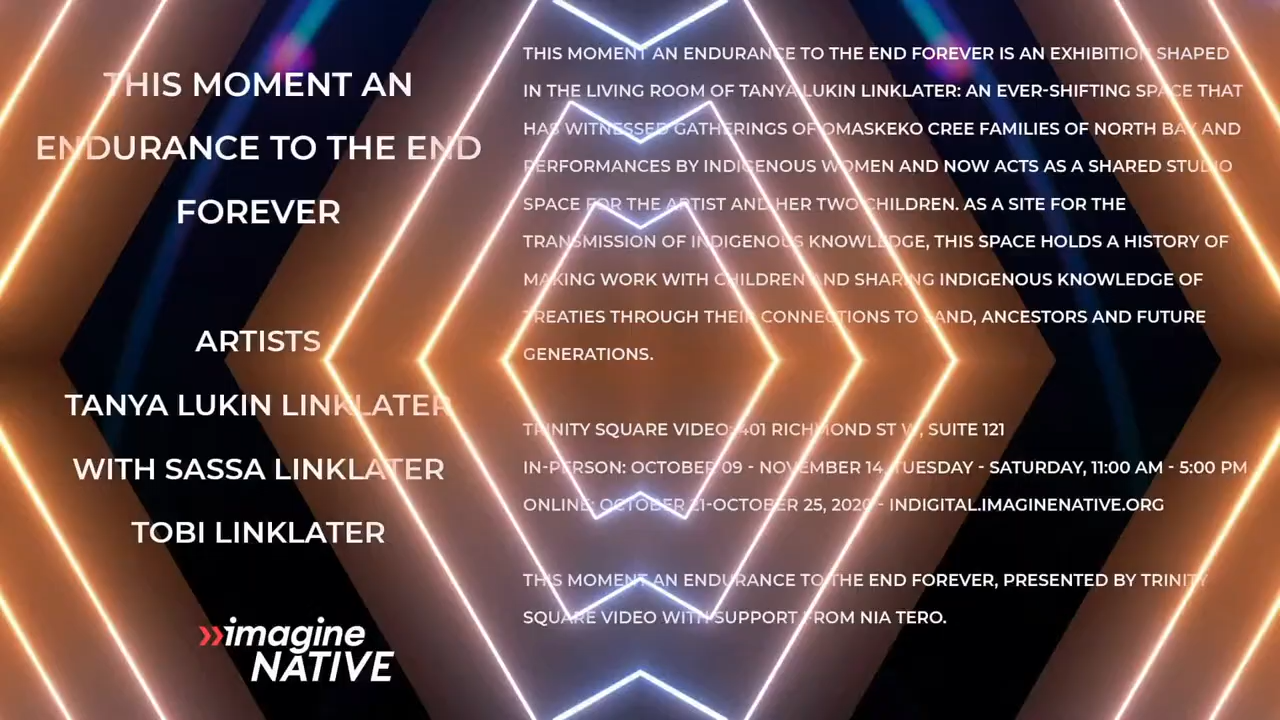 THIS MOMENT AN
ENDURANCE TO THE END
FOREVER
ARTISTS
TANYA LUKIN LINKLATER
WITH SASSA LINKLATER
TOBI LINKLATER
»imagine
NATIVE
THIS MOMENT AN ENDURANCE TO THE END FOREVER IS AN EXHIBITION SHAPED
IN THE LIVING ROOM OF TANYA LUKIN LINKLATER: AN EVER-SHIFTING SPACE THAT
HAS WITNESSED GATHERINGS OF OMASKEKO CREE FAMILIES OF NORTH BAY AND
PERFORMANCES BY INDIGENOUS WOMEN AND NOW ACTS AS A SHARED STUDIO
SPACE FOR THE ARTIST AND HER TWO CHILDREN. AS A SITE FOR THE
TRANSMISSION OF INDIGENOUS KNOWLEDGE, THIS SPACE HOLDS A HISTORY OF
MAKING WORK WITH CHILDREN AND SHARING INDIGENOUS KNOWLEDGE OF
TREATIES THROUGH THEIR CONNECTIONS TO LAND, ANCESTORS AND FUTURE
GENERATIONS.
TRINITY SQUARE VIDEO: 401 RICHMOND ST W, SUITE 121
IN-PERSON: OCTOBER 09 - NOVEMBER 14, TUESDAY - SATURDAY, 11:00 AM - 5:00 PM
ONLINE: OCTOBER 21-OCTOBER 25, 2020 - INDIGITAL.IMAGINENATIVE.ORG
THIS MOMENT AN ENDURANCE TO THE END FOREVER, PRESENTED BY TRINITY
SQUARE VIDEO WITH SUPPORT FROM NIA TERO.